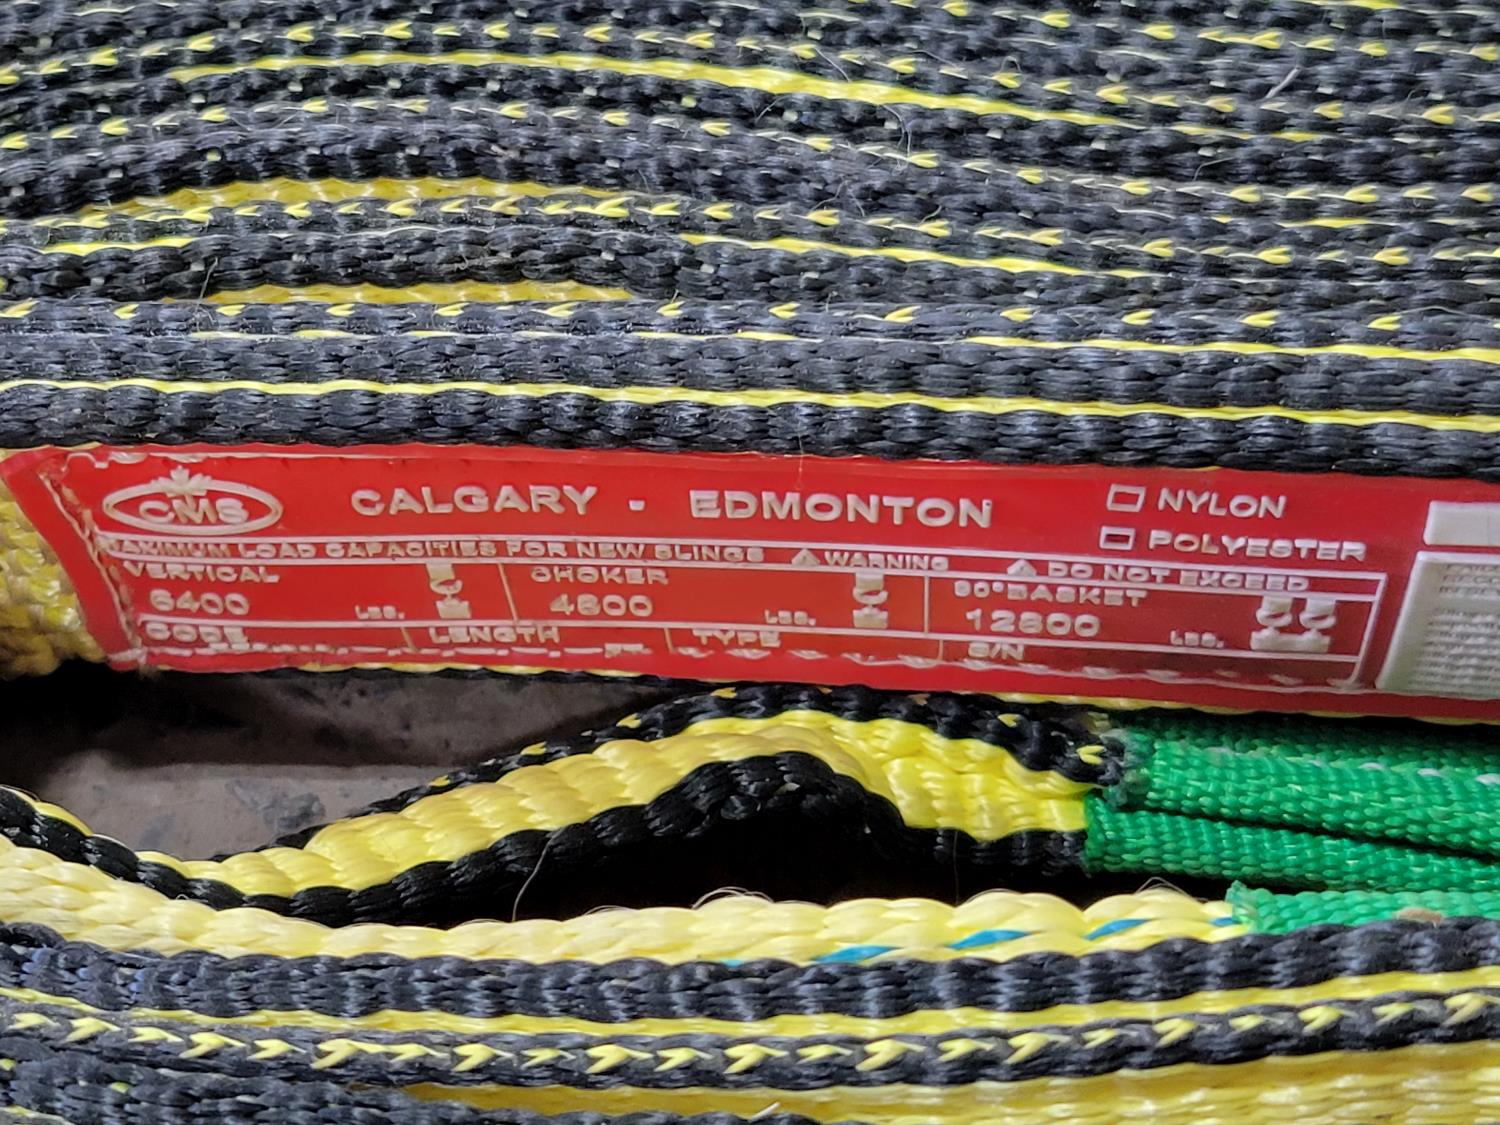 CMS
CALGARY - EDMONTON
NYLON
POLYESTER
MAXIMUM LOAD CAPACITIES FOR NEW SLINGS ⚠ WARNING ⚠ DO NOT EXCEED
VERTICAL CHOKER 90° BASKET
6400 LBS. 4800 LBS. 12800 LBS.
CODE LENGTH FT. TYPE S/N